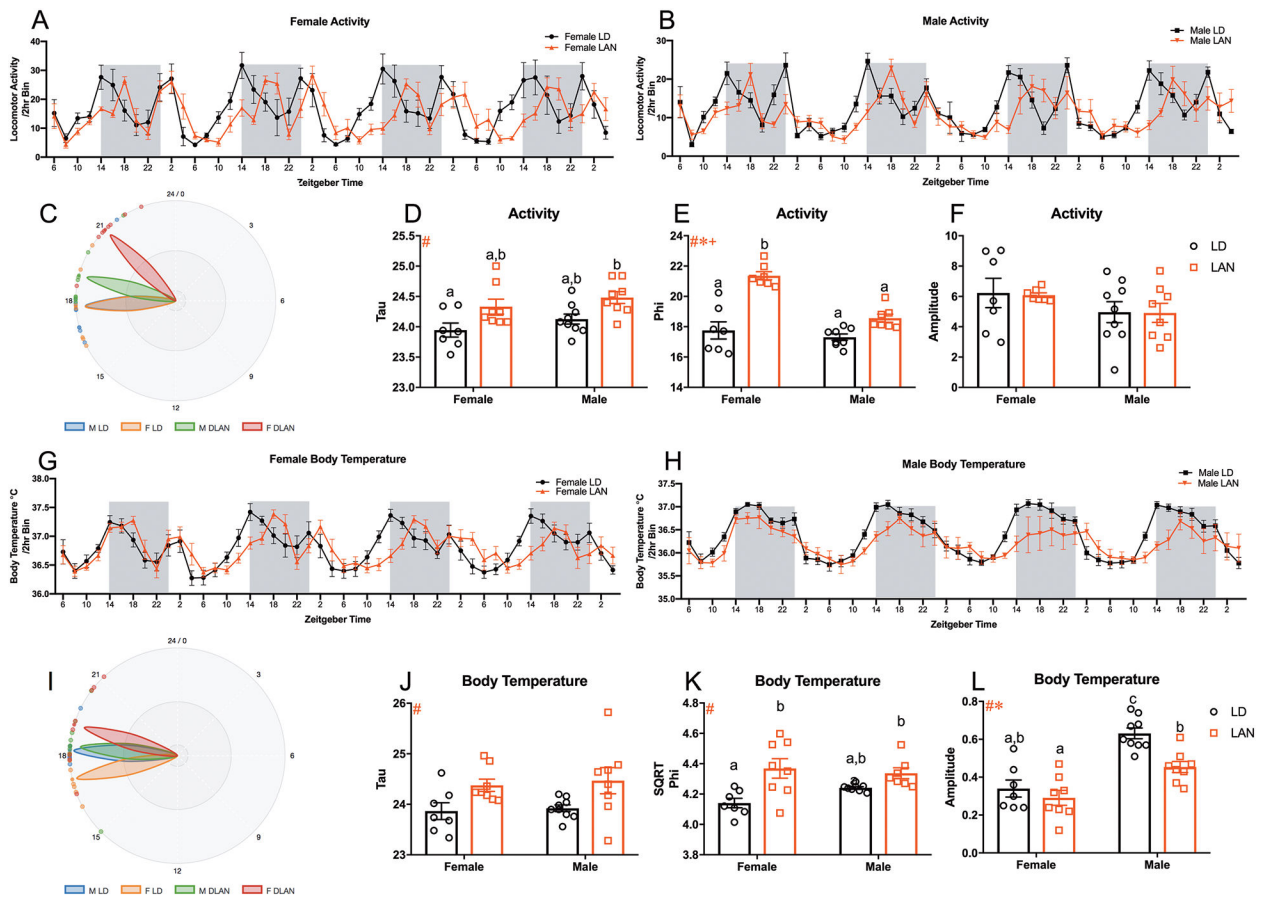 A
Female Activity
Female LD
Female LAN
Locomotor Activity
/2hr Bin
40
30
20
10
0
6 10 14 18 22 2 6 10 14 18 22 2 6 10 14 18 22 2 6 10 14 18 22 2
Zeitgeber Time
B
Male Activity
Male LD
Male LAN
Locomotor Activity
/2hr Bin
30
20
10
0
6 10 14 18 22 2 6 10 14 18 22 2 6 10 14 18 22 2 6 10 14 18 22 2
Zeitgeber Time
C
24 / 0
3
6
9
12
15
18
21
M LD F LD M DLAN F DLAN
D
Activity
#
Tau
25.5
25.0
24.5
24.0
23.5
23.0
a a,b a,b b
Female Male
E
Activity
#*+
Phi
24
22
20
18
16
14
a b a a
Female Male
F
Activity
Amplitude
10
8
6
4
2
0
Female Male
LD
LAN
G
Female Body Temperature
Female LD
Female LAN
Body Temperature °C
/2hr Bin
38.0
37.5
37.0
36.5
36.0
6 10 14 18 22 2 6 10 14 18 22 2 6 10 14 18 22 2 6 10 14 18 22 2
Zeitgeber Time
H
Male Body Temperature
Male LD
Male LAN
Body Temperature °C
/2hr Bin
37.5
37.0
36.5
36.0
35.5
35.0
6 10 14 18 22 2 6 10 14 18 22 2 6 10 14 18 22 2 6 10 14 18 22 2
Zeitgeber Time
I
24 / 0
3
6
9
12
15
18
21
M LD F LD M DLAN F DLAN
J
Body Temperature
#
Tau
26
25
24
23
Female Male
K
Body Temperature
#
SQRT
Phi
4.8
4.6
4.4
4.2
4.0
3.8
a b a,b b
Female Male
L
Body Temperature
#*
Amplitude
0.8
0.6
0.4
0.2
0.0
a,b a c b
Female Male
LD
LAN